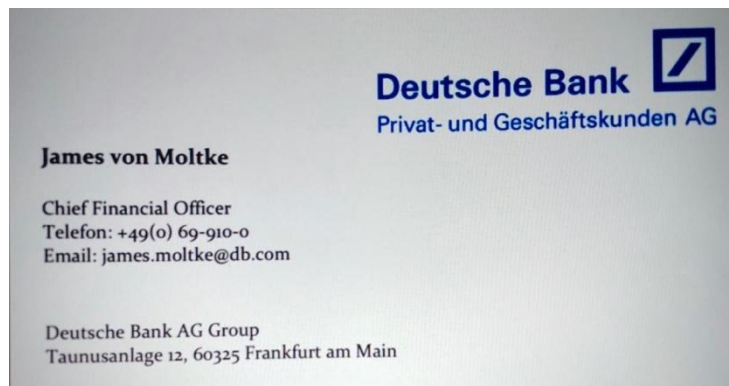 Deutsche Bank
Privat- und Geschäftskunden AG
James von Moltke
Chief Financial Officer
Telefon: +49(0) 69-910-0
Email: james.moltke@db.com
Deutsche Bank AG Group
Taunusanlage 12, 60325 Frankfurt am Main